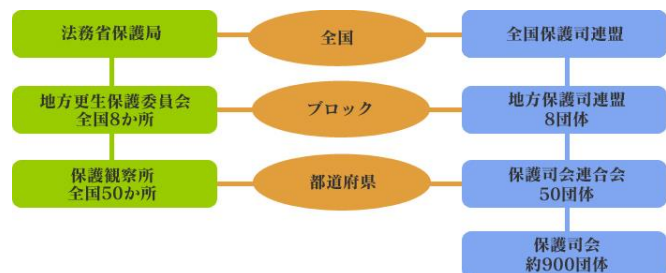 法務省保護局
全国
全国保護司連盟
地方更生保護委員会
全国8か所
ブロック
地方保護司連盟
8団体
保護観察所
全国50か所
都道府県
保護司会連合会
50団体
保護司会
約900団体